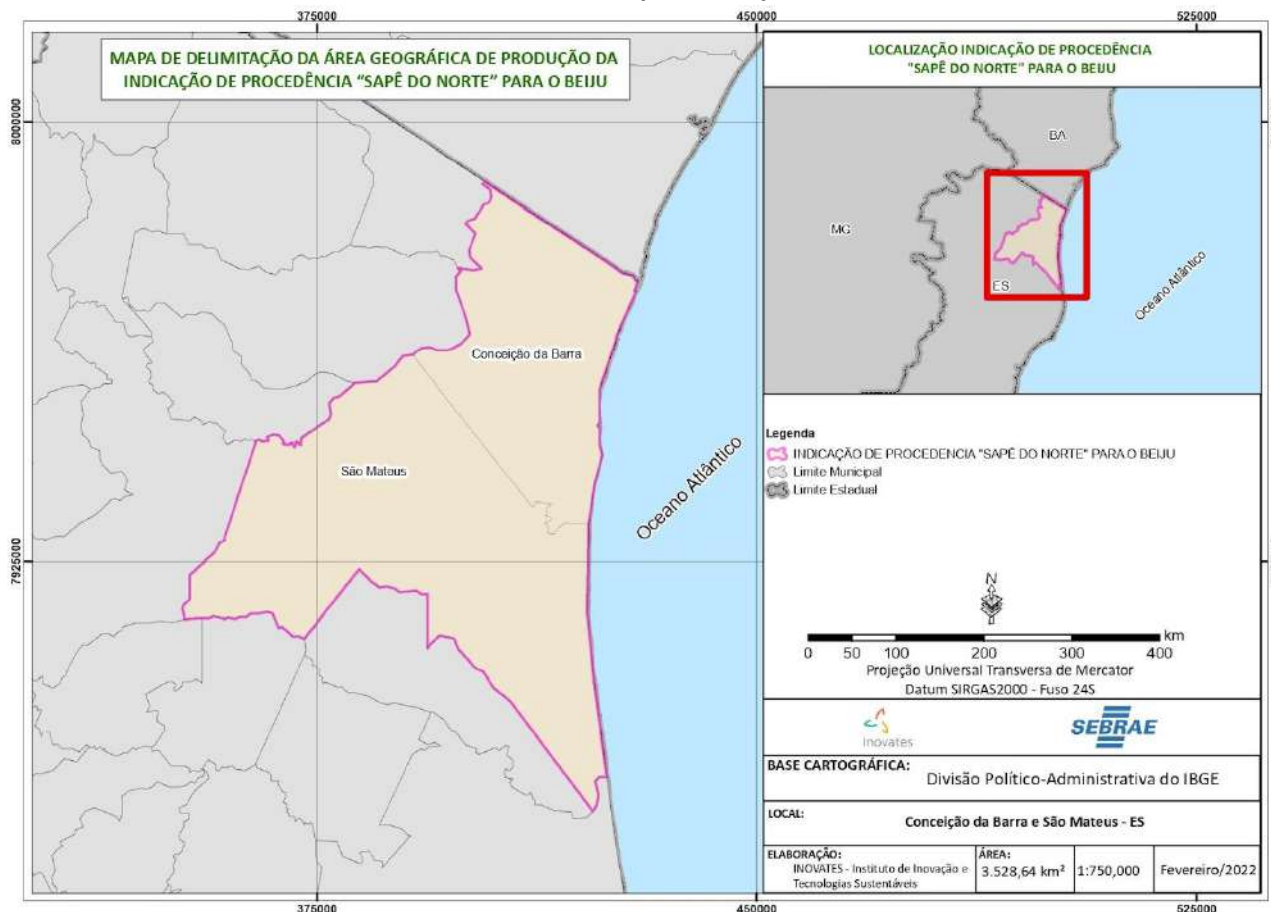 375000
450000
525000
MAPA DE DELIMITAÇÃO DA ÁREA GEOGRÁFICA DE PRODUÇÃO DA
INDICAÇÃO DE PROCEDÊNCIA “SAPÊ DO NORTE” PARA O BEIJU
8000000
7925000
Conceição da Barra
São Mateus
Oceano Atlântico
LOCALIZAÇÃO INDICAÇÃO DE PROCEDÊNCIA
"SAPÊ DO NORTE" PARA O BEIJU
BA
MG
ES
Oceano Atlântico
Legenda
INDICAÇÃO DE PROCEDENCIA "SAPÊ DO NORTE" PARA O BEIJU
Limite Municipal
Limite Estadual
N
km
0 50 100 200 300 400
Projeção Universal Transversa de Mercator
Datum SIRGAS2000 - Fuso 24S
Inovates
SEBRAE
BASE CARTOGRÁFICA:
Divisão Político-Administrativa do IBGE
LOCAL:
Conceição da Barra e São Mateus - ES
ELABORAÇÃO:
INOVATES - Instituto de Inovação e
Tecnologias Sustentáveis
ÁREA:
3.528,64 km²
1:750,000
Fevereiro/2022
375000
450000
525000